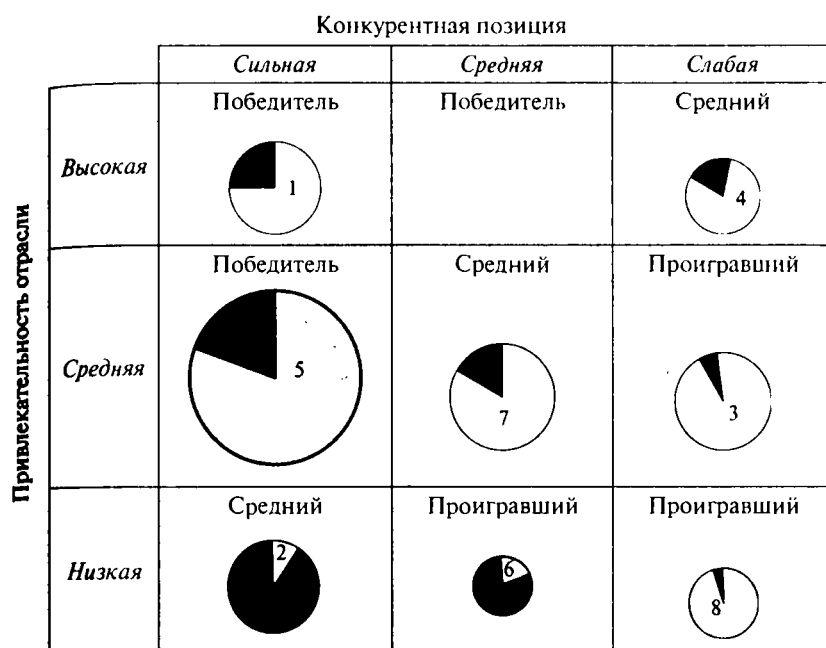 Конкурентная позиция
Сильная Средняя Слабая
Привлекательность отрасли
Высокая
Победитель Победитель Средний
1 4
Средняя
Победитель Средний Проигравший
5 7 3
Низкая
Средний Проигравший Проигравший
2 6 8